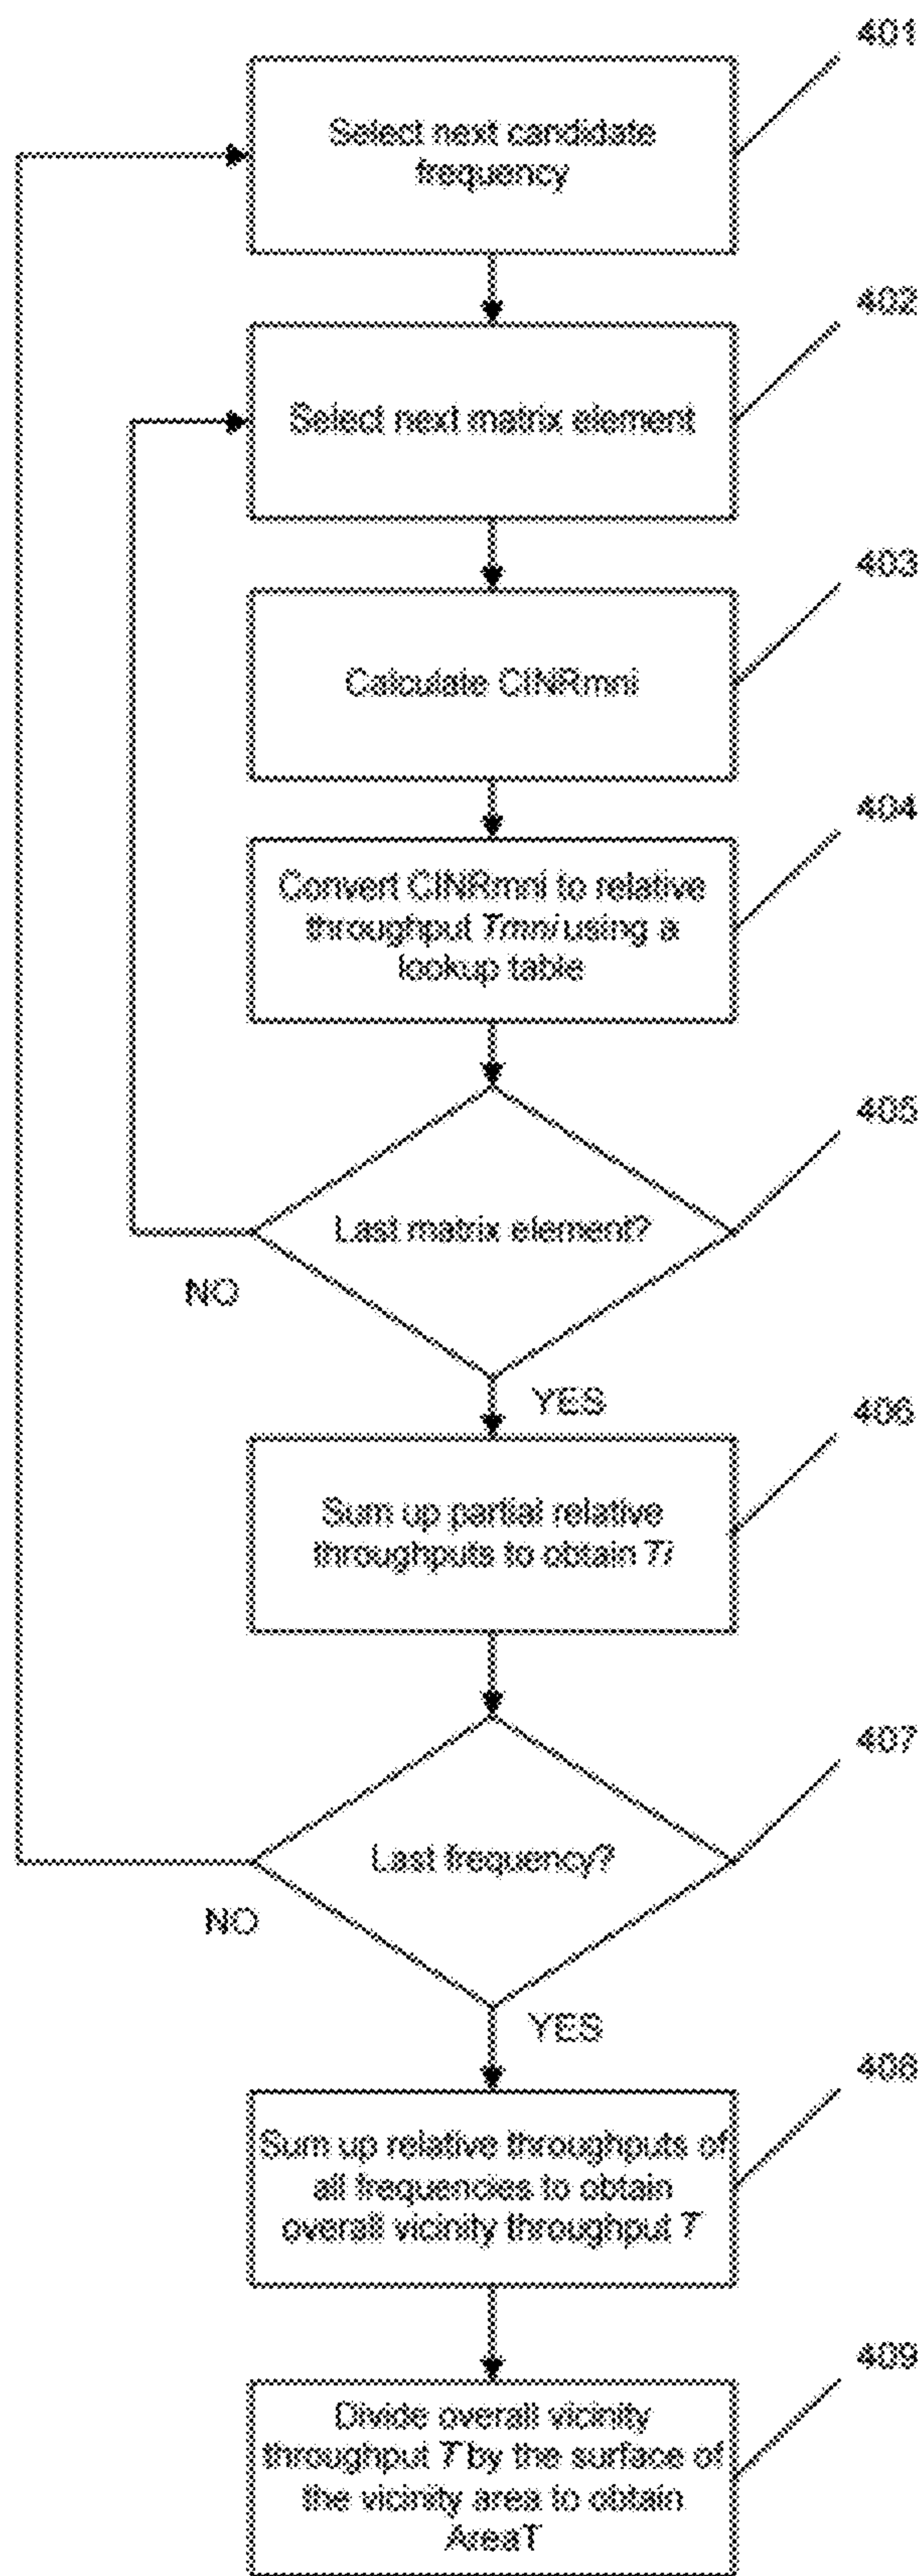 401
Select next candidate
frequency
402
Select next matrix element
403
Calculate CINRmni
404
Convert CINRmni to relative
throughput Tmni using a
lookup table
405
Last matrix element?
NO
YES
406
Sum up partial relative
throughputs to obtain Ti
407
Last frequency?
NO
YES
408
Sum up relative throughputs of
all frequencies to obtain
overall vicinity throughput T
409
Divide overall vicinity
throughput T by the surface of
the vicinity area to obtain
AreaT